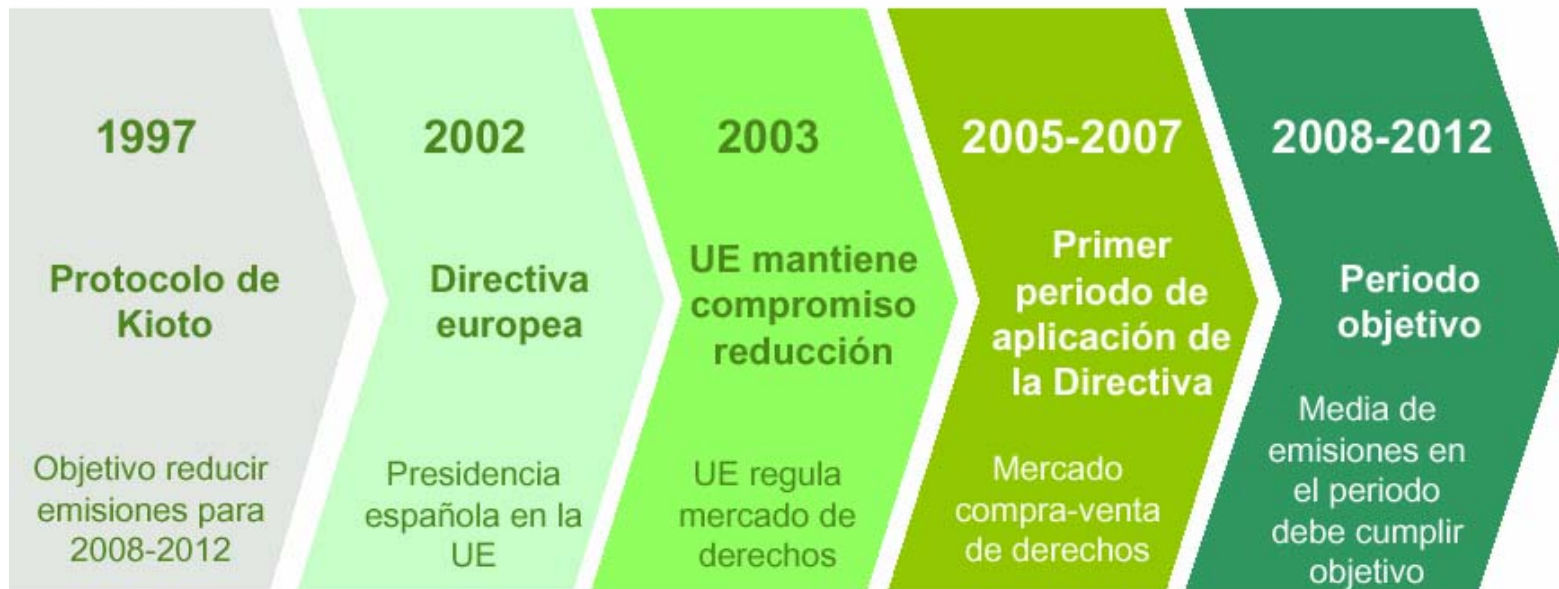 1997
Protocolo de
Kioto
Objetivo reducir
emisiones para
2008-2012
2002
Directiva
europea
Presidencia
española en la
UE
2003
UE mantiene
compromiso
reducción
UE regula
mercado de
derechos
2005-2007
Primer
periodo de
aplicación de
la Directiva
Mercado
compra-venta
de derechos
2008-2012
Periodo
objetivo
Media de
emisiones en
el periodo
debe cumplir
objetivo